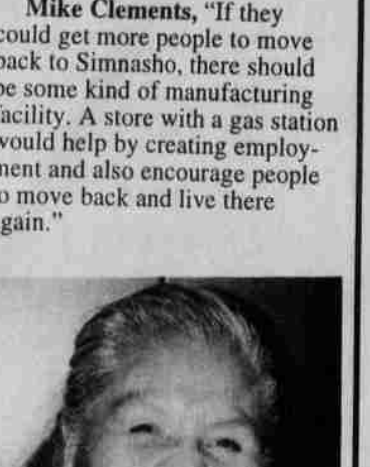 Mike Clements, “If they
could get more people to move
back to Simnasho, there should
be some kind of manufacturing
facility. A store with a gas station
would help by creating employ-
ment and also encourage people
to move back and live there
again.”